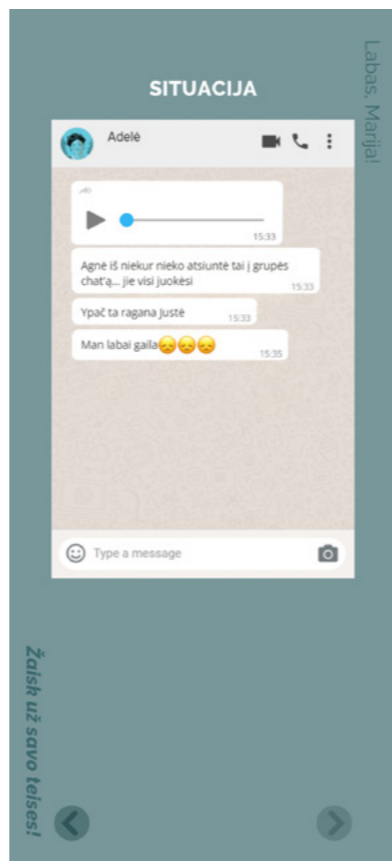 Labas, Marija!
SITUACIJA
Adelė
15:33
Agnė iš niekur nieko atsiuntė tai į grupės
chat'ą... jie visi juokėsi
15:33
Ypač ta ragana Justė
15:33
Man labai gaila😞😞😞
15:35
Type a message
Žaisk už savo teises!